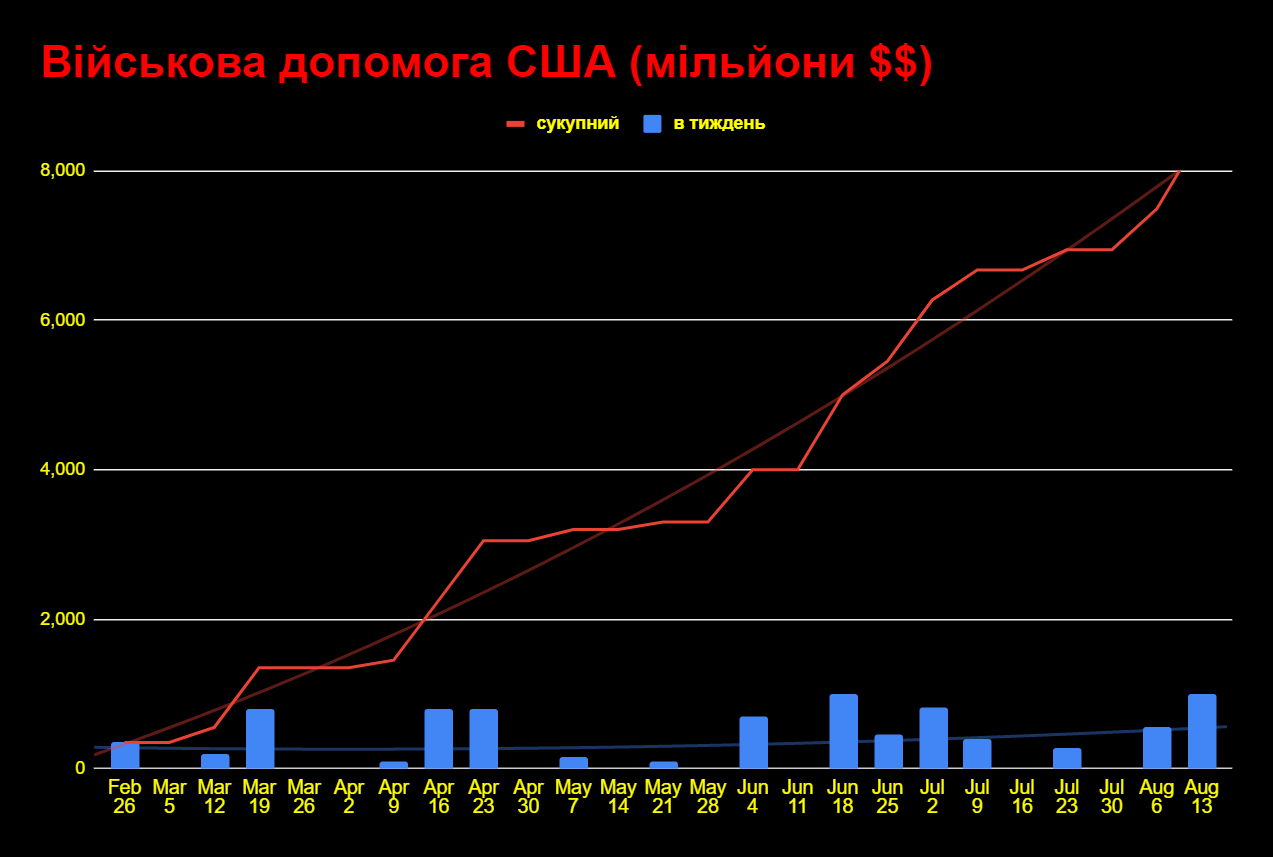 Військова допомога США (мільйони $$)
сукупний в тиждень
8,000
6,000
4,000
2,000
0
Feb Mar Mar Mar Mar Apr Apr Apr Apr Apr May May May May Jun Jun Jun Jun Jul Jul Jul Jul Jul Aug Aug
26 5 12 19 26 2 9 16 23 30 7 14 21 28 4 11 18 25 2 9 16 23 30 6 13